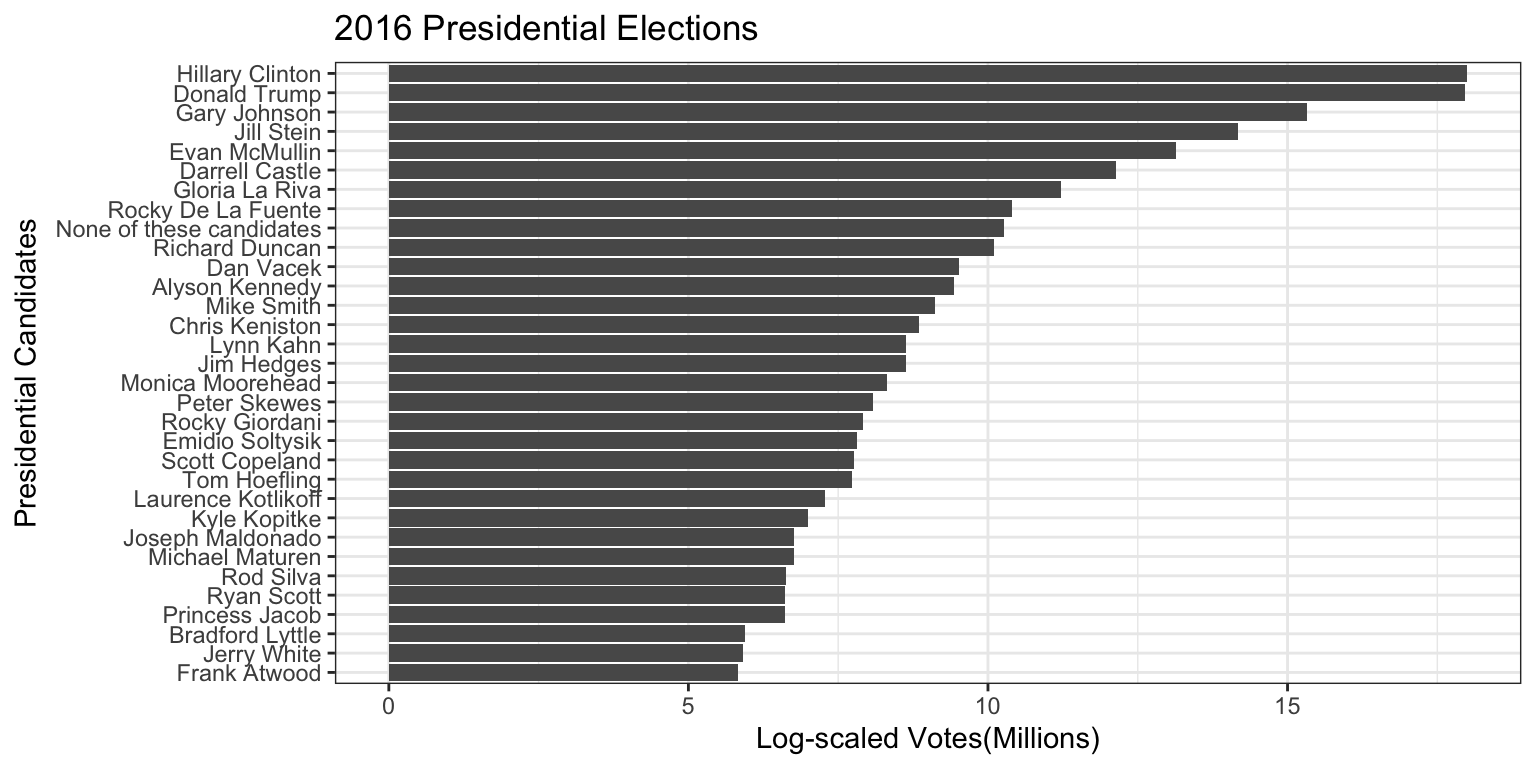 2016 Presidential Elections
Presidential Candidates
Hillary Clinton
Donald Trump
Gary Johnson
Jill Stein
Evan McMullin
Darrell Castle
Gloria La Riva
Rocky De La Fuente
None of these candidates
Richard Duncan
Dan Vacek
Alyson Kennedy
Mike Smith
Chris Keniston
Lynn Kahn
Jim Hedges
Monica Moorehead
Peter Skewes
Rocky Giordani
Emidio Soltysik
Scott Copeland
Tom Hoefling
Laurence Kotlikoff
Kyle Kopitke
Joseph Maldonado
Michael Maturen
Rod Silva
Ryan Scott
Princess Jacob
Bradford Lyttle
Jerry White
Frank Atwood
0 5 10 15
Log-scaled Votes(Millions)